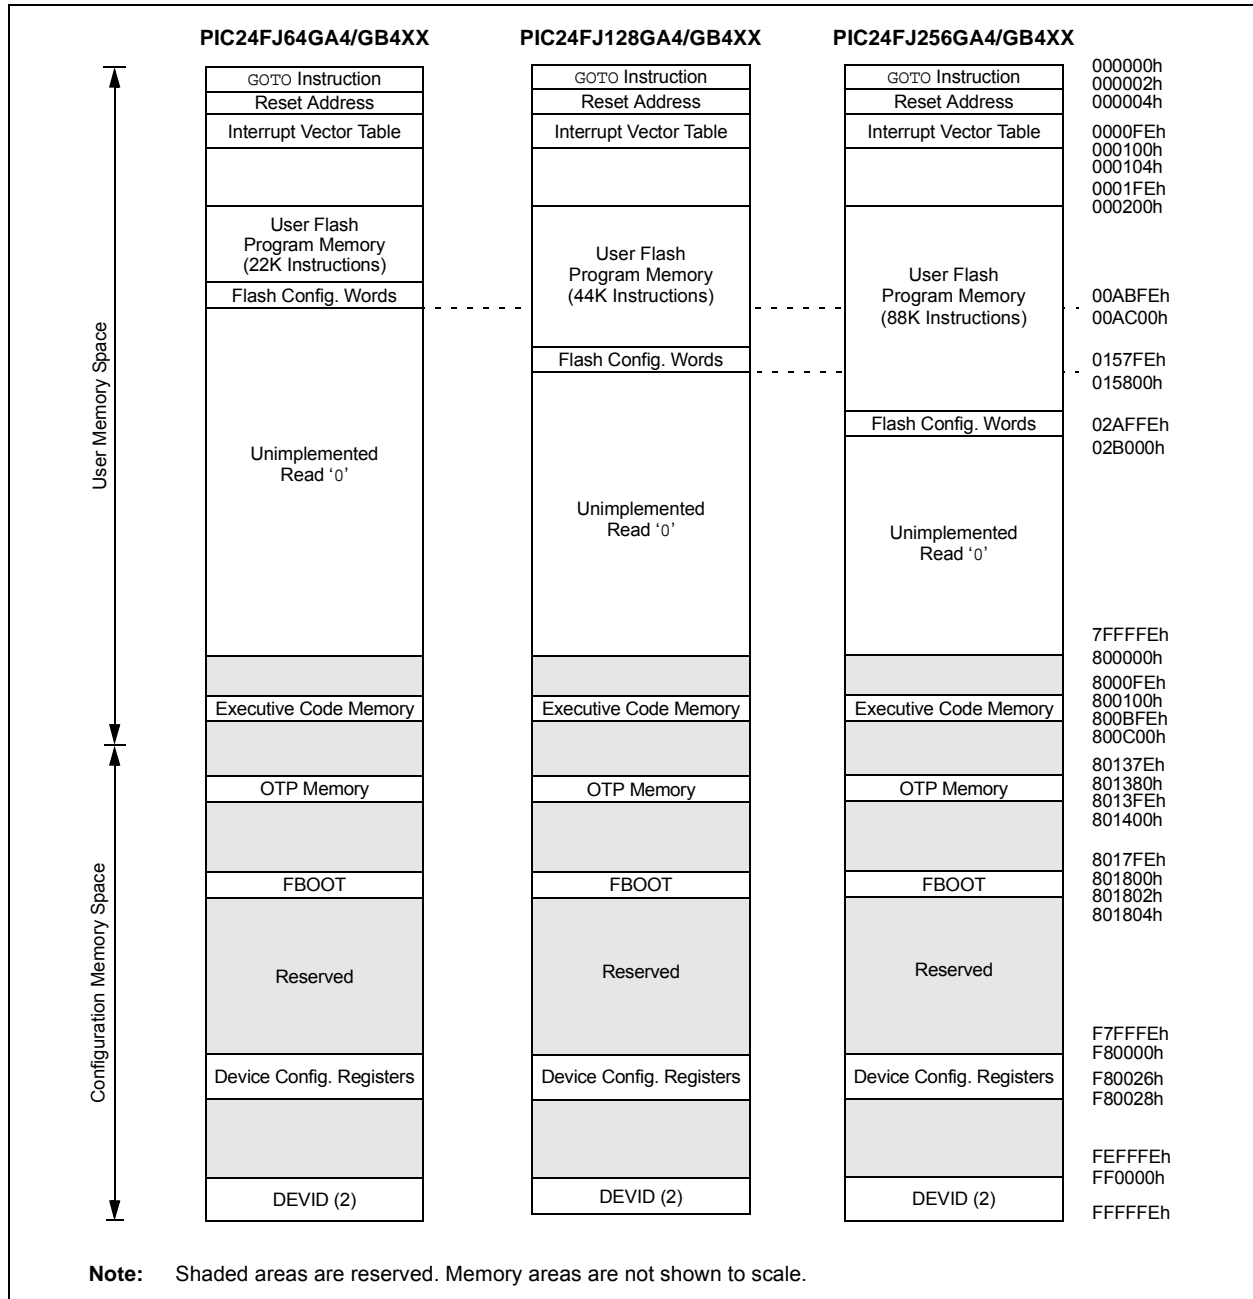 PIC24FJ64GA4/GB4XX
PIC24FJ128GA4/GB4XX
PIC24FJ256GA4/GB4XX
User Memory Space
Configuration Memory Space
GOTO Instruction
Reset Address
Interrupt Vector Table
User Flash
Program Memory
(22K Instructions)
Flash Config. Words
Unimplemented
Read ‘0’
Executive Code Memory
OTP Memory
FBOOT
Reserved
Device Config. Registers
DEVID (2)
GOTO Instruction
Reset Address
Interrupt Vector Table
User Flash
Program Memory
(44K Instructions)
Flash Config. Words
Unimplemented
Read ‘0’
Executive Code Memory
OTP Memory
FBOOT
Reserved
Device Config. Registers
DEVID (2)
GOTO Instruction
Reset Address
Interrupt Vector Table
User Flash
Program Memory
(88K Instructions)
Flash Config. Words
Unimplemented
Read ‘0’
Executive Code Memory
OTP Memory
FBOOT
Reserved
Device Config. Registers
DEVID (2)
000000h
000002h
000004h
0000FEh
000100h
000104h
0001FEh
000200h
00ABFEh
00AC00h
0157FEh
015800h
02AFFEh
02B000h
7FFFFEh
800000h
8000FEh
800100h
800BFEh
800C00h
80137Eh
801380h
8013FEh
801400h
8017FEh
801800h
801802h
801804h
F7FFFEh
F80000h
F80026h
F80028h
FEFFFEh
FF0000h
FFFFFEh
Note: Shaded areas are reserved. Memory areas are not shown to scale.